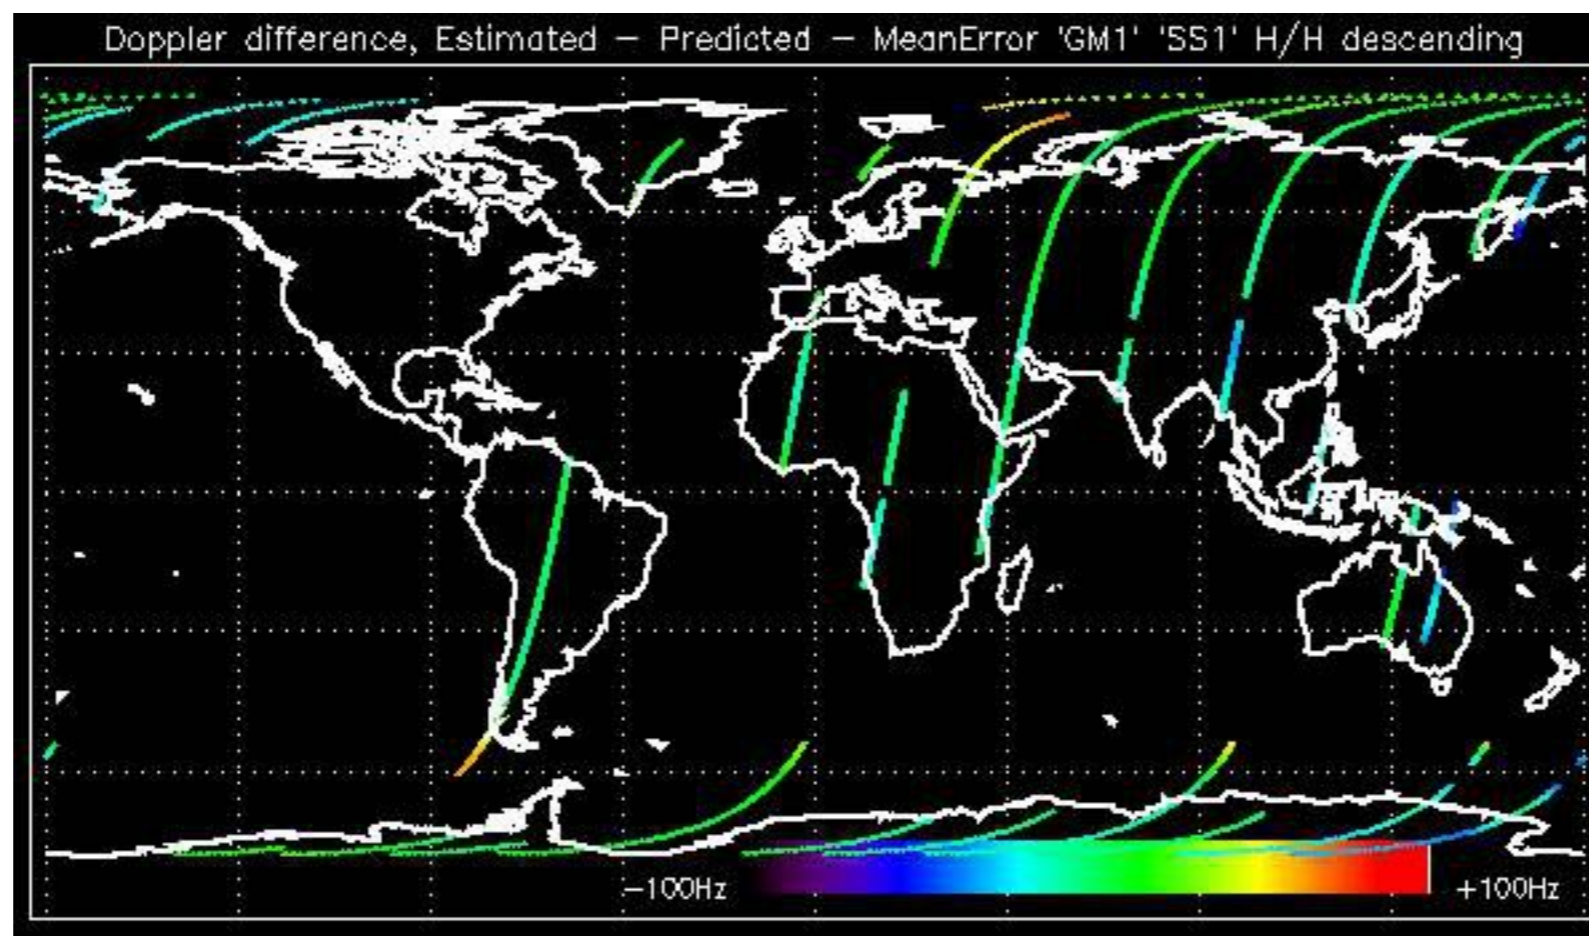 Doppler difference, Estimated – Predicted – MeanError 'GM1' 'SS1' H/H descending
-100Hz
+100Hz